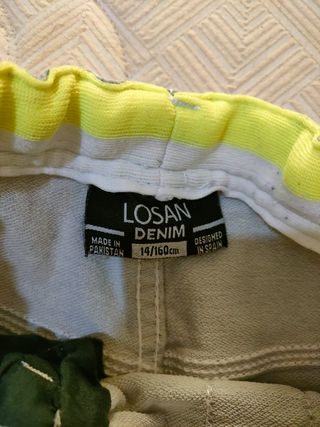 LOSAN
DENIM
MADE IN
PAKISTAN
14/160cm
DESIGNED
IN SPAIN